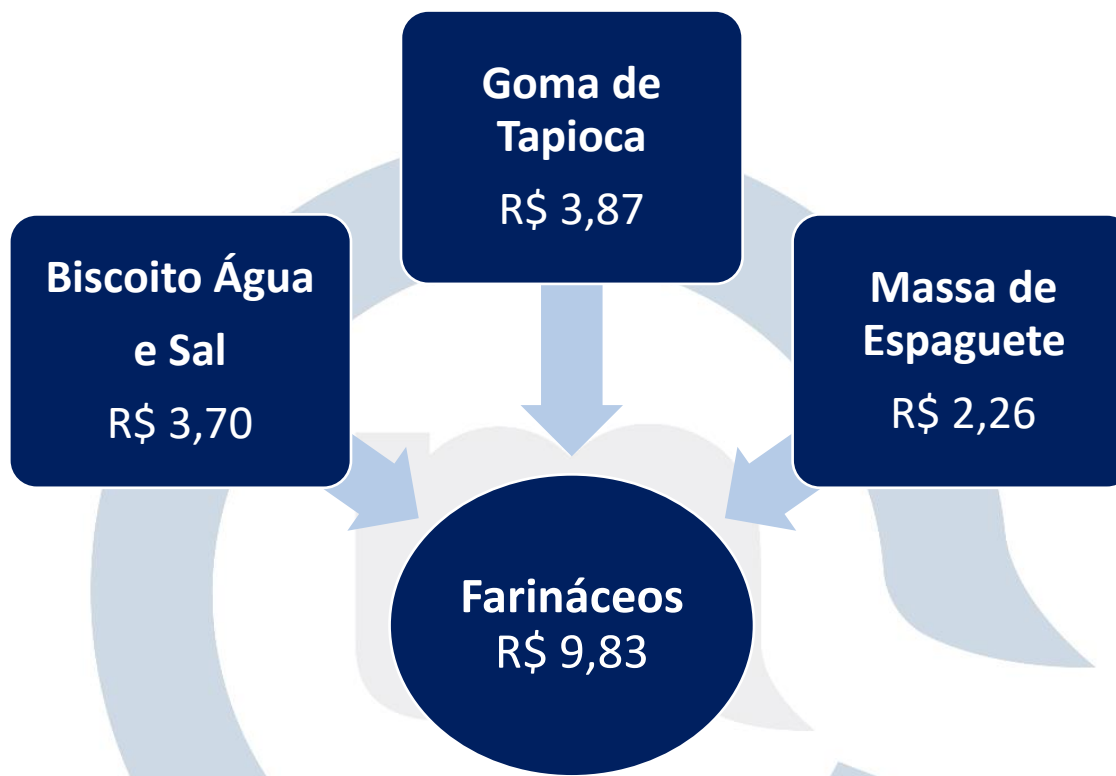 Goma de
Tapioca
R$ 3,87
Biscoito Água
e Sal
R$ 3,70
Massa de
Espaguete
R$ 2,26
Farináceos
R$ 9,83